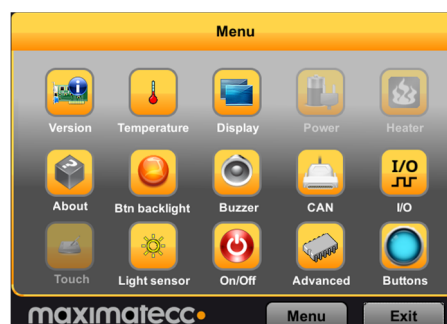 Menu
Version Temperature Display Power Heater
I/O
About Btn backlight Buzzer CAN I/O
Touch Light sensor On/Off Advanced Buttons
maximatecc Menu Exit